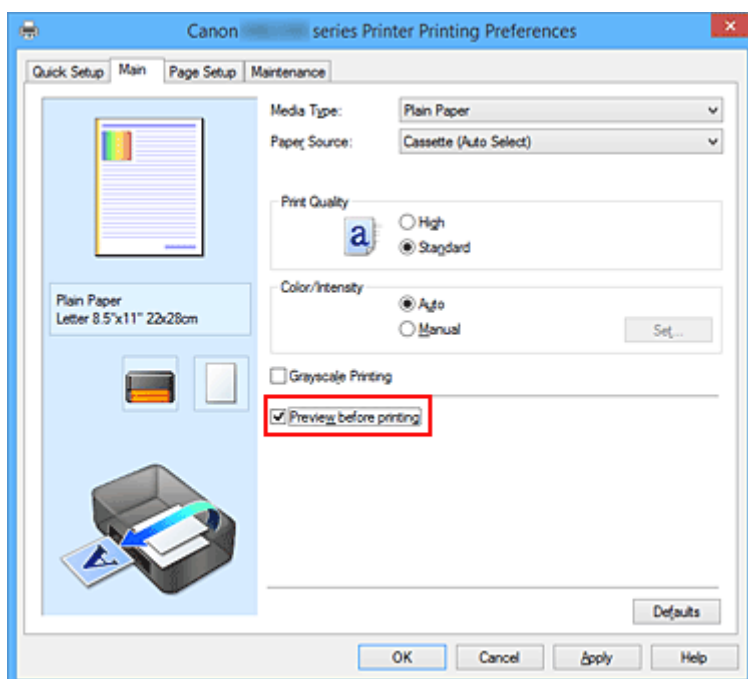 Canon series Printer Printing Preferences
Quick Setup Main Page Setup Maintenance
Media Type: Plain Paper
Paper Source: Cassette (Auto Select)
Print Quality
a
High
Standard
Color/Intensity
Auto
Manual
Set...
Grayscale Printing
Preview before printing
Plain Paper
Letter 8.5"x11" 22x28cm
A
Defaults
OK Cancel Apply Help